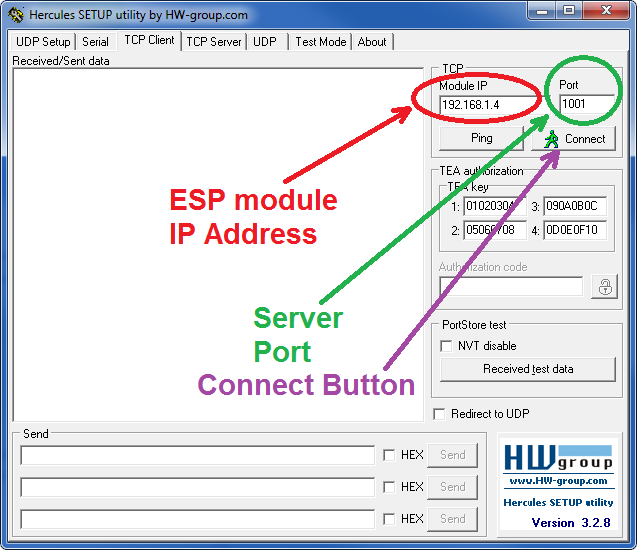 Hercules SETUP utility by HW-group.com
UDP Setup Serial TCP Client TCP Server UDP Test Mode About
Received/Sent data
TCP
Module IP Port
192.168.1.4 1001
Ping Connect
TEA authorization
TEA key
1: 01020304 3: 090A0B0C
2: 05060708 4: 0D0E0F10
Authorization code
PortStore test
NVT disable
Received test data
Redirect to UDP
ESP module
IP Address
Server
Port
Connect Button
Send
HEX Send
HEX Send
HEX Send
HW group
www.HW-group.com
Hercules SETUP utility
Version 3.2.8